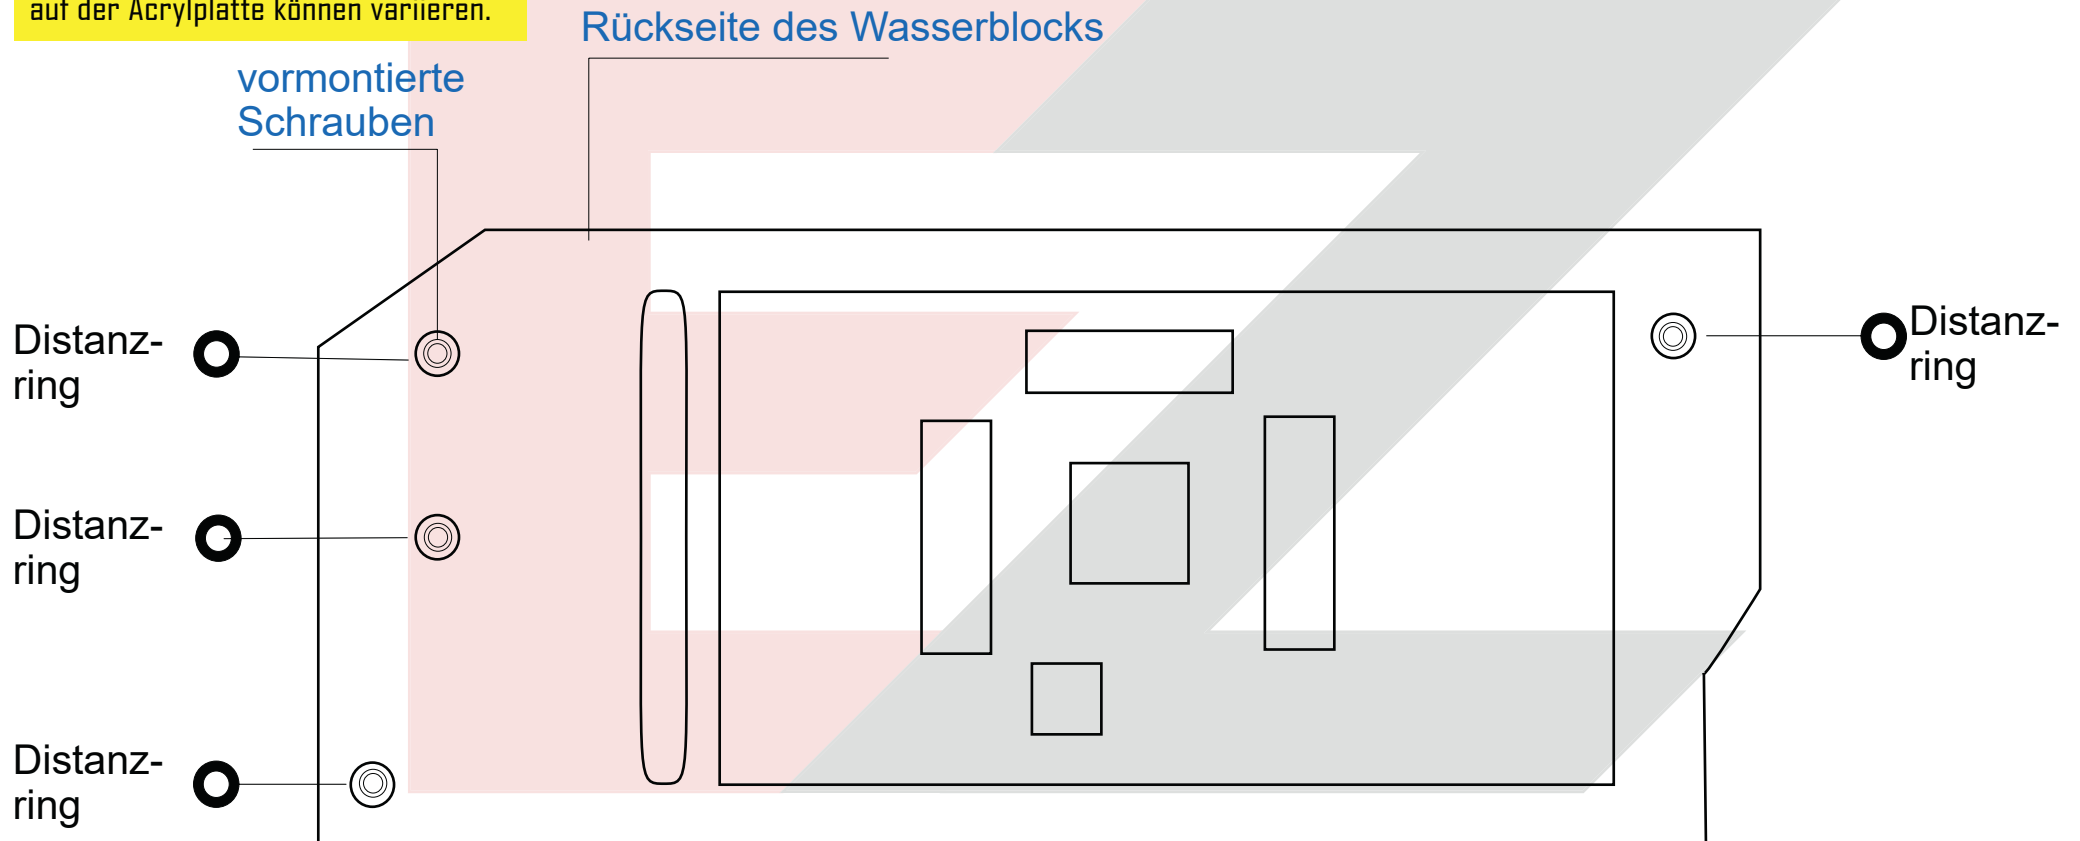 auf der Acrylplatte können variieren.
Rückseite des Wasserblocks
vormontierte
Schrauben
Distanz-
ring
Distanz-
ring
Distanz-
ring
Distanz-
ring